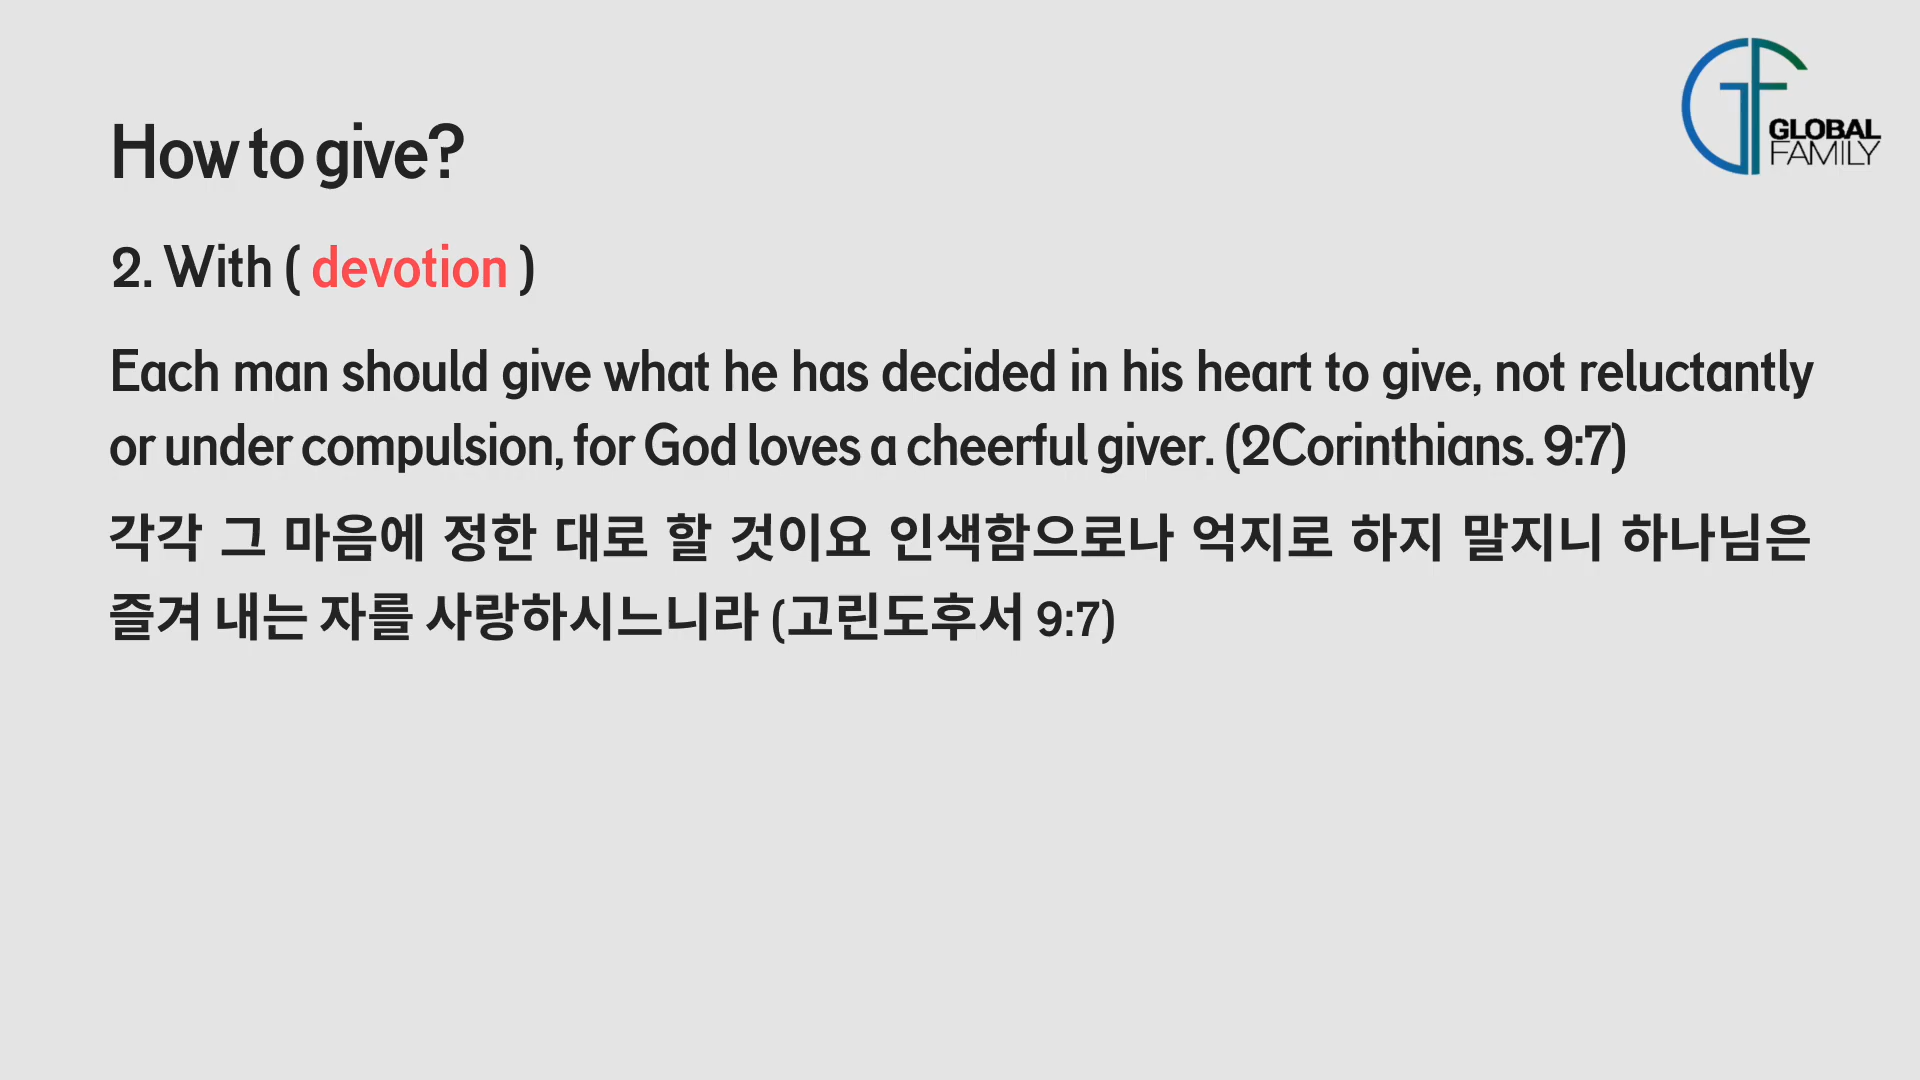 How to give?
GLOBAL
FAMILY
2. With ( devotion )
Each man should give what he has decided in his heart to give, not reluctantly
or under compulsion, for God loves a cheerful giver. (2Corinthians. 9:7)
각각 그 마음에 정한 대로 할 것이요 인색함으로나 억지로 하지 말지니 하나님은
즐겨 내는 자를 사랑하시느니라 (고린도후서 9:7)